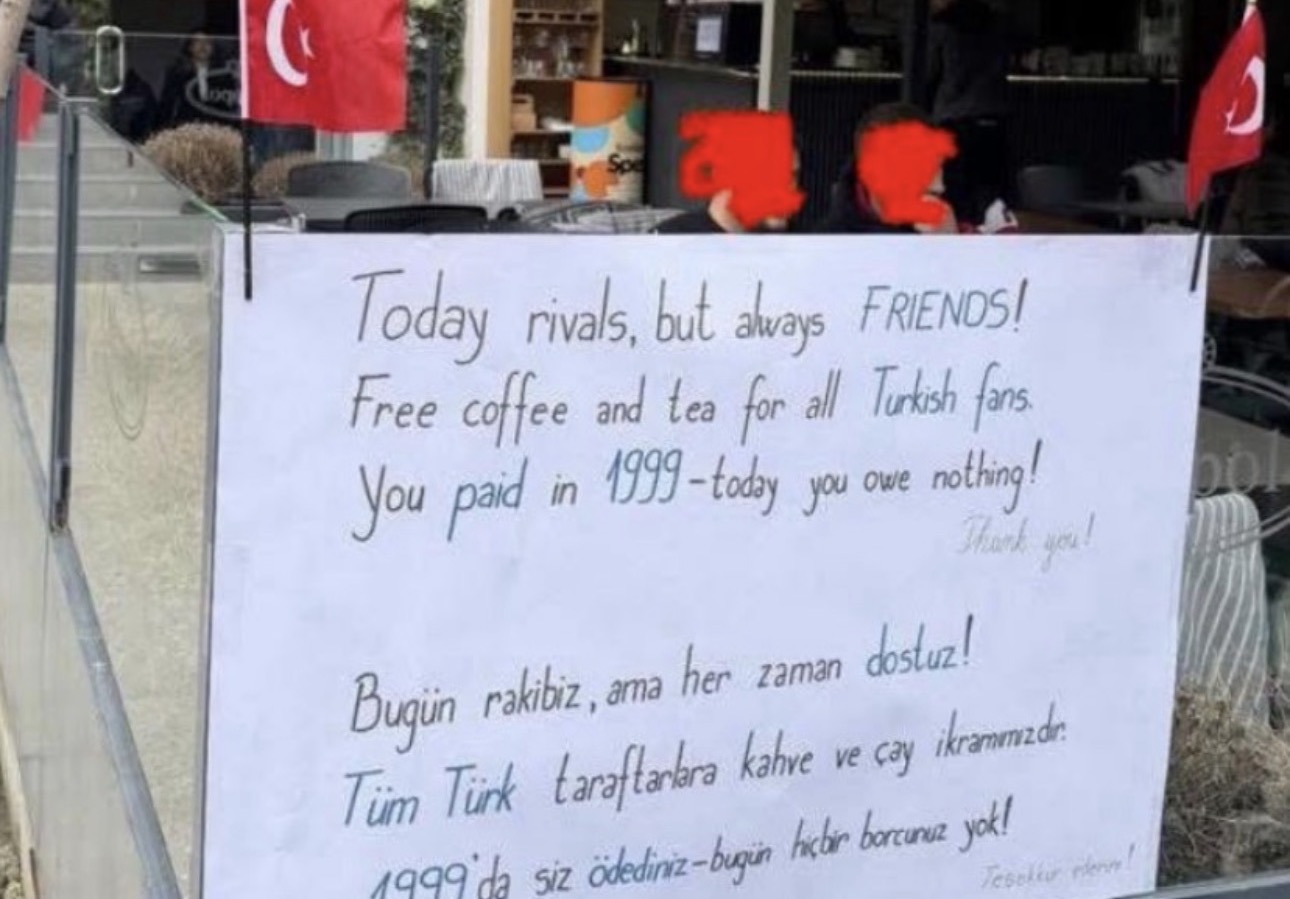 Today rivals, but always FRIENDS!
Free coffee and tea for all Turkish fans.
You paid in 1999-today you owe nothing!
Thank you!
Bugün rakibiz, ama her zaman dostuz!
Tüm Türk taraftarlara kahve ve çay ikramımızdır.
1999'da siz ödediniz-bugün hiçbir borcunuz yok!